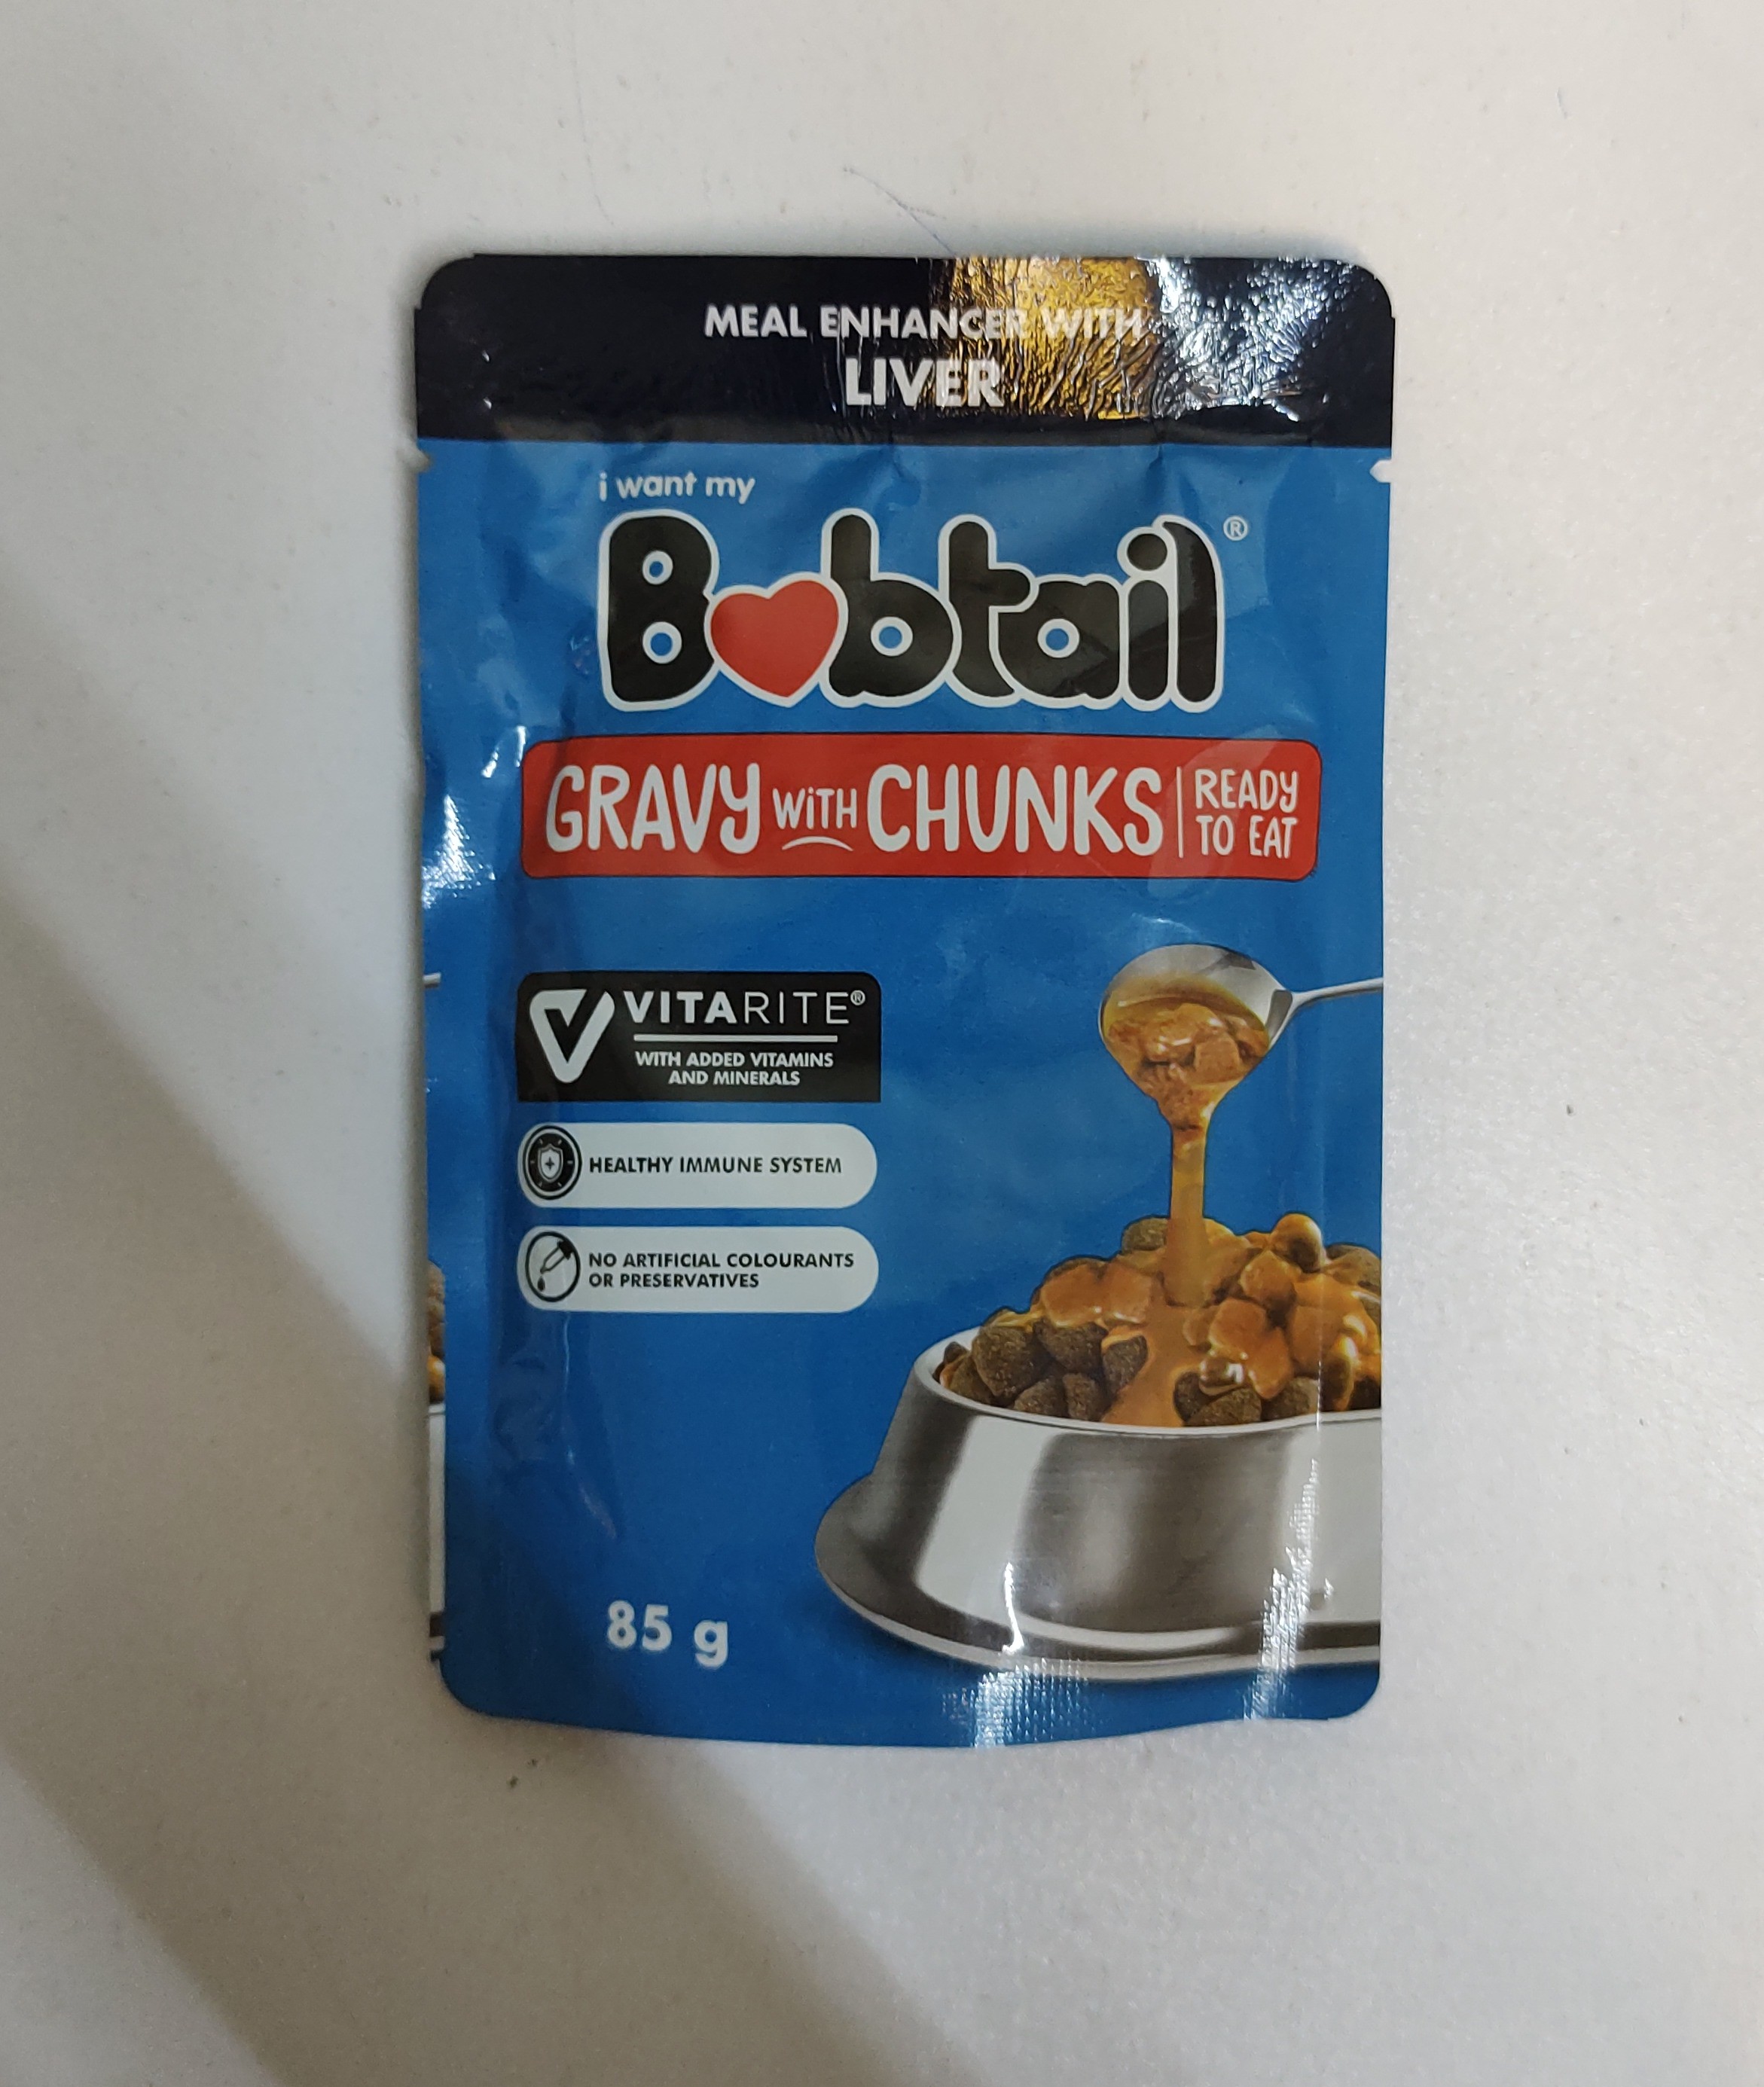 MEAL ENHANCER WITH
LIVER
i want my
Bobtail®
GRAVY WiTH CHUNKS | READY
TO EAT
VITARITE®
WITH ADDED VITAMINS
AND MINERALS
HEALTHY IMMUNE SYSTEM
NO ARTIFICIAL COLOURANTS
OR PRESERVATIVES
85 g